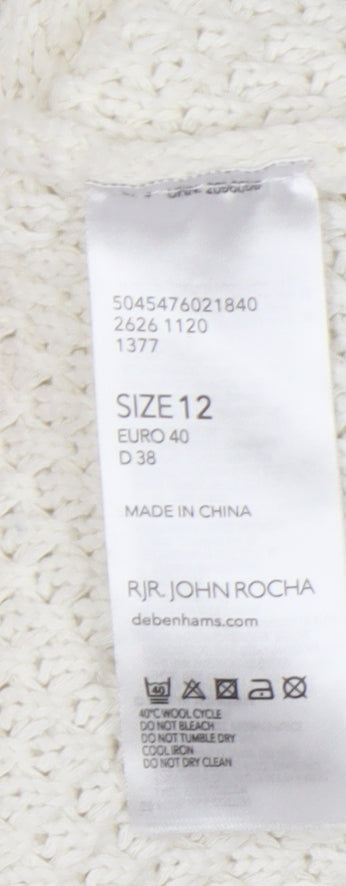 5045476021840
2626 1120
1377
SIZE 12
EURO 40
D 38
MADE IN CHINA
RJR. JOHN ROCHA
debenhams.com
40
40°C WOOL CYCLE
DO NOT BLEACH
DO NOT TUMBLE DRY
COOL IRON
DO NOT DRY CLEAN